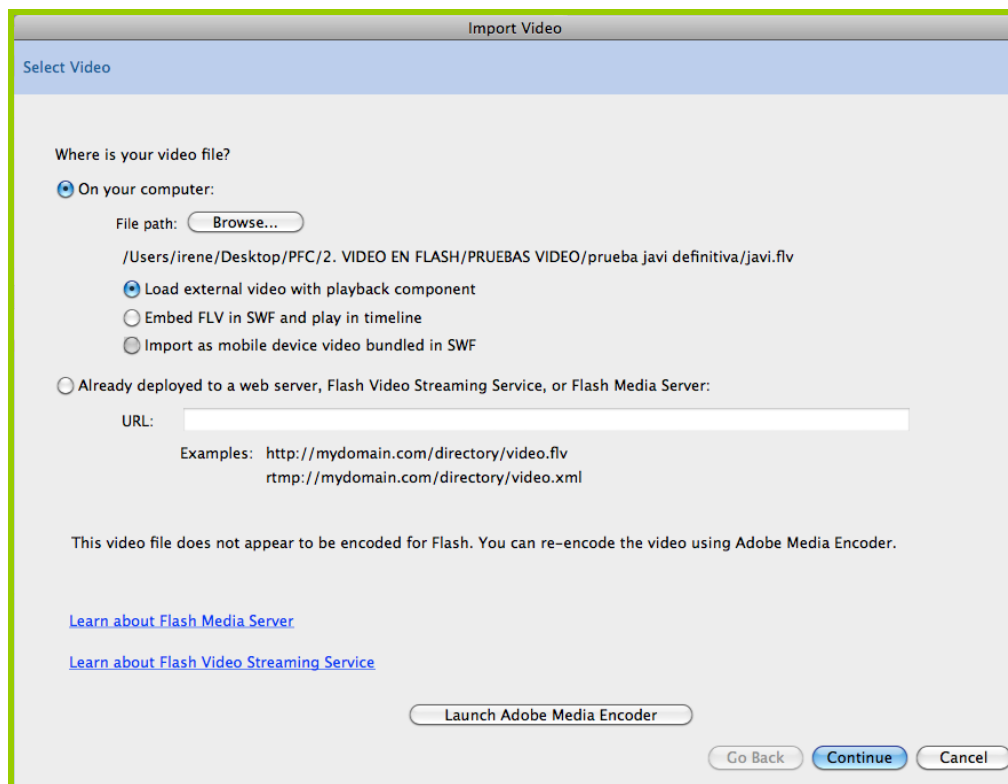 Import Video
Select Video
Where is your video file?
On your computer:
File path: Browse...
/Users/irene/Desktop/PFC/2. VIDEO EN FLASH/PRUEBAS VIDEO/prueba javi definitiva/javi.flv
Load external video with playback component
Embed FLV in SWF and play in timeline
Import as mobile device video bundled in SWF
Already deployed to a web server, Flash Video Streaming Service, or Flash Media Server:
URL:
Examples: http://mydomain.com/directory/video.flv
rtmp://mydomain.com/directory/video.xml
This video file does not appear to be encoded for Flash. You can re-encode the video using Adobe Media Encoder.
Learn about Flash Media Server
Learn about Flash Video Streaming Service
Launch Adobe Media Encoder
Go Back Continue Cancel